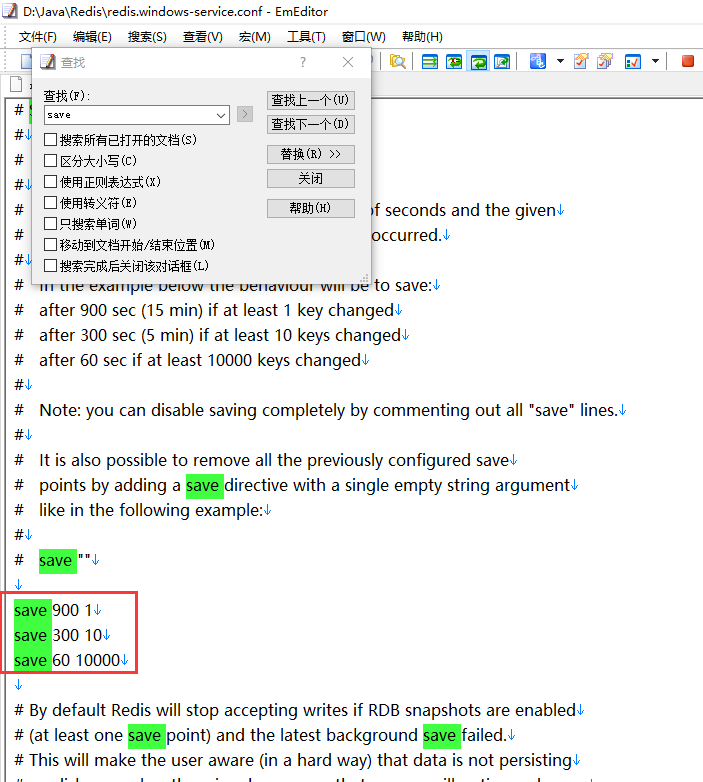 D:\Java\Redis\redis.windows-service.conf - EmEditor
文件(F) 编辑(E) 搜索(S) 查看(V) 宏(M) 工具(T) 窗口(W) 帮助(H)
查找
查找(F):
save
查找上一个(U)
查找下一个(D)
替换(R) >>
关闭
帮助(H)
搜索所有已打开的文档(S)
区分大小写(C)
使用正则表达式(X)
使用转义符(E)
只搜索单词(W)
移动到文档开始/结束位置(M)
搜索完成后关闭该对话框(L)
#
#↓
#
#↓
# of seconds and the given↓
# occurred.↓
#↓
# In the example below the behaviour will be to save:↓
# after 900 sec (15 min) if at least 1 key changed↓
# after 300 sec (5 min) if at least 10 keys changed↓
# after 60 sec if at least 10000 keys changed↓
#↓
# Note: you can disable saving completely by commenting out all "save" lines.↓
#↓
# It is also possible to remove all the previously configured save↓
# points by adding a save directive with a single empty string argument↓
# like in the following example:↓
#↓
# save ""↓
↓
save 900 1↓
save 300 10↓
save 60 10000↓
↓
# By default Redis will stop accepting writes if RDB snapshots are enabled↓
# (at least one save point) and the latest background save failed.↓
# This will make the user aware (in a hard way) that data is not persisting↓